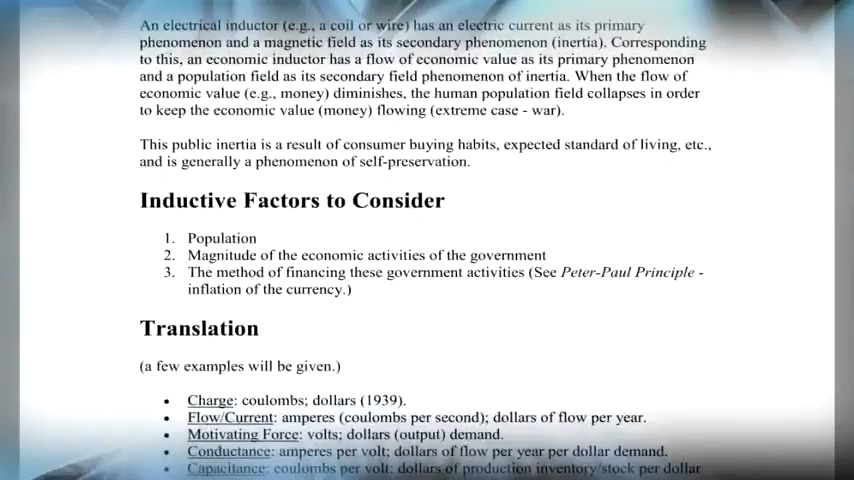 An electrical inductor (e.g., a coil or wire) has an electric current as its primary
phenomenon and a magnetic field as its secondary phenomenon (inertia). Corresponding
to this, an economic inductor has a flow of economic value as its primary phenomenon
and a population field as its secondary field phenomenon of inertia. When the flow of
economic value (e.g., money) diminishes, the human population field collapses in order
to keep the economic value (money) flowing (extreme case - war).
This public inertia is a result of consumer buying habits, expected standard of living, etc.,
and is generally a phenomenon of self-preservation.
Inductive Factors to Consider
1. Population
2. Magnitude of the economic activities of the government
3. The method of financing these government activities (See Peter-Paul Principle -
inflation of the currency.)
Translation
(a few examples will be given.)
• Charge: coulombs; dollars (1939).
• Flow/Current: amperes (coulombs per second); dollars of flow per year.
• Motivating Force: volts; dollars (output) demand.
• Conductance: amperes per volt; dollars of flow per year per dollar demand.
• Capacitance: coulombs per volt; dollars of production inventory/stock per dollar